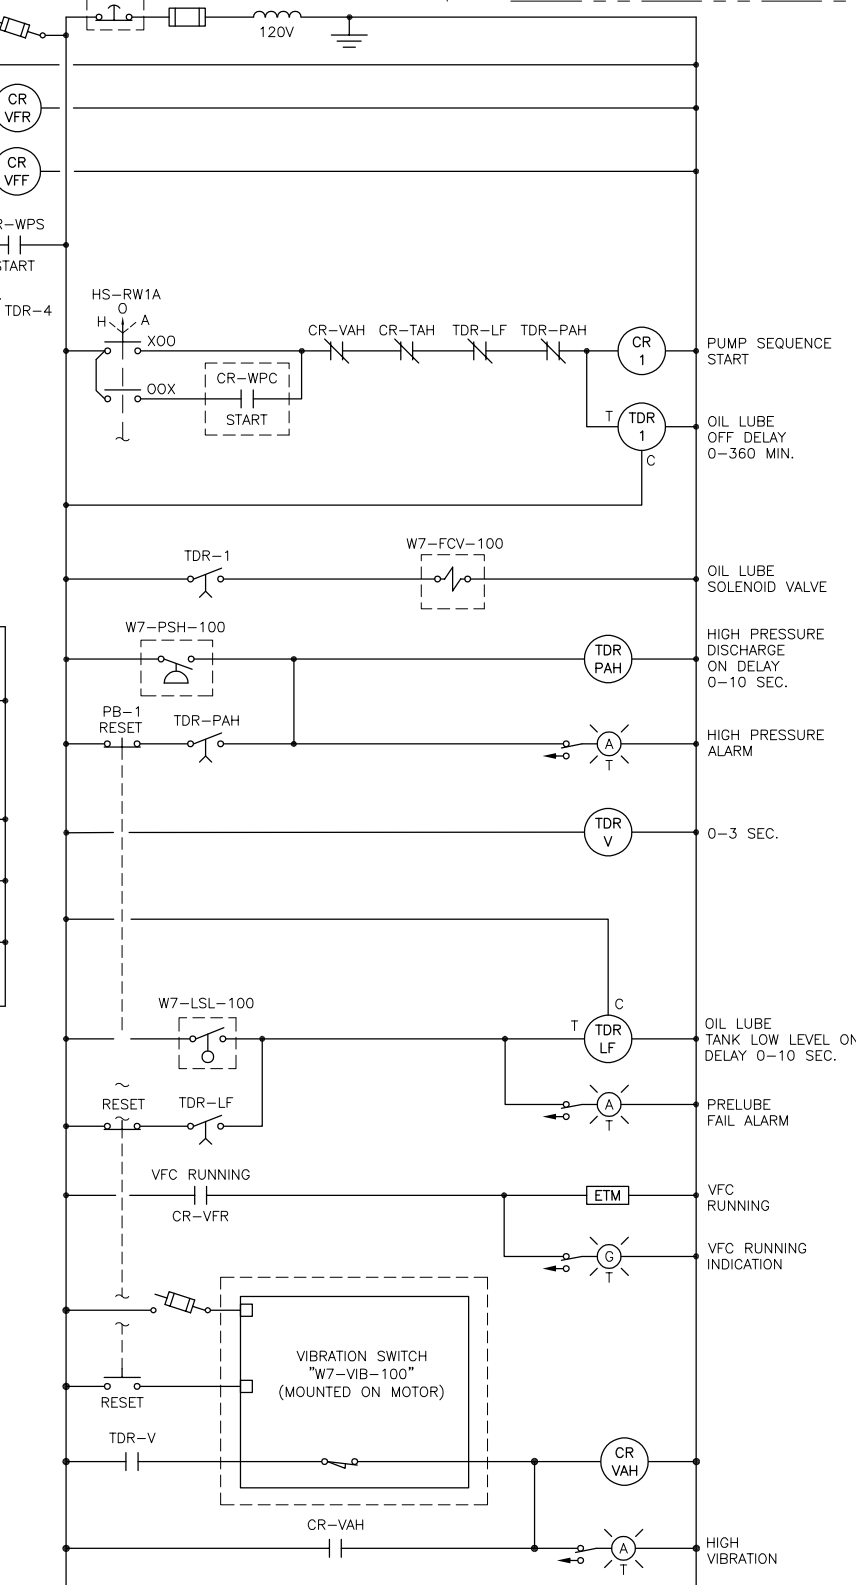 120V
CR
VFR
CR
VFF
R-WPS
START
TDR-4
HS-RW1A
O
H A
XOO
CR-VAH CR-TAH TDR-LF TDR-PAH
CR
1
PUMP SEQUENCE
START
OOX
CR-WPC
START
T
TDR
1
C
OIL LUBE
OFF DELAY
0-360 MIN.
TDR-1
W7-FCV-100
OIL LUBE
SOLENOID VALVE
W7-PSH-100
TDR
PAH
HIGH PRESSURE
DISCHARGE
ON DELAY
0-10 SEC.
PB-1
RESET
TDR-PAH
A
T
HIGH PRESSURE
ALARM
TDR
V
0-3 SEC.
W7-LSL-100
C
T
TDR
LF
OIL LUBE
TANK LOW LEVEL ON
DELAY 0-10 SEC.
RESET
TDR-LF
A
T
PRELUBE
FAIL ALARM
VFC RUNNING
CR-VFR
ETM
VFC
RUNNING
G
T
VFC RUNNING
INDICATION
VIBRATION SWITCH
"W7-VIB-100"
(MOUNTED ON MOTOR)
RESET
TDR-V
CR
VAH
CR-VAH
A
T
HIGH
VIBRATION